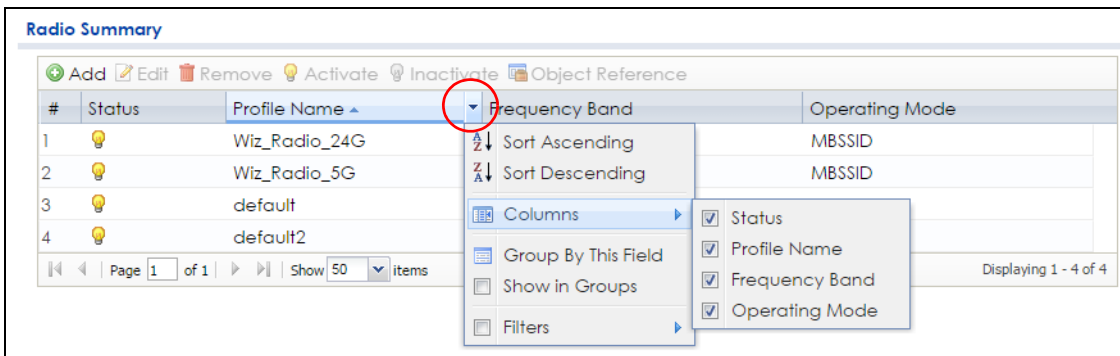 Radio Summary
Add Edit Remove Activate Inactivate Object Reference
# Status Profile Name Frequency Band Operating Mode
1 Wiz_Radio_24G MBSSID
2 Wiz_Radio_5G MBSSID
3 default
4 default2
Page 1 of 1 Show 50 items Displaying 1 - 4 of 4
Sort Ascending
Sort Descending
Columns
Group By This Field
Show in Groups
Filters
Status
Profile Name
Frequency Band
Operating Mode